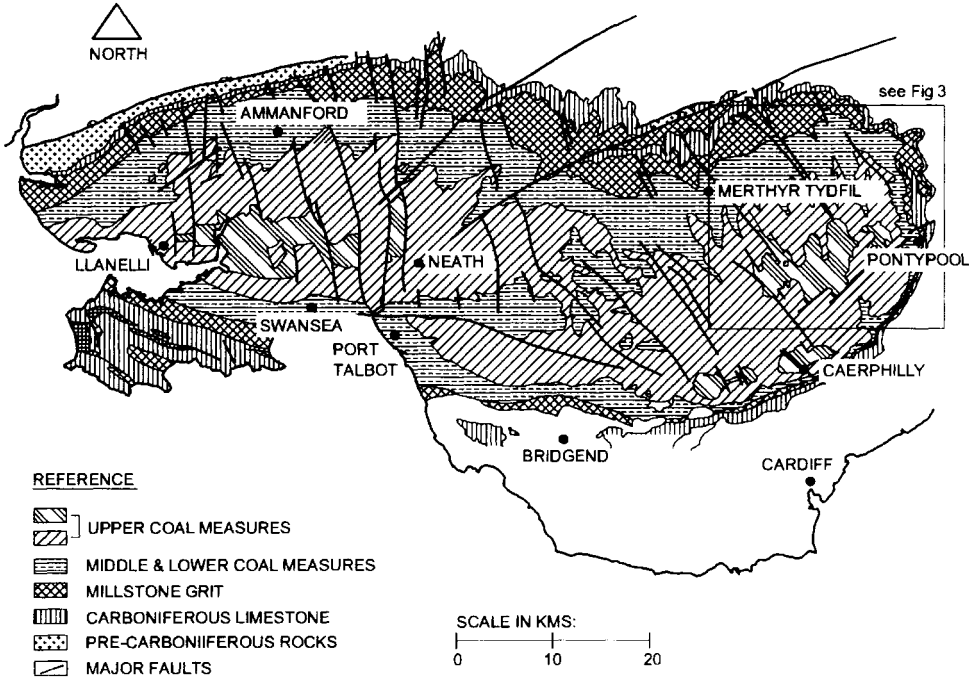 NORTH
see Fig 3
AMMANFORD
MERTHYR TYDFIL
LLANELLI
NEATH
PONTYPOOL
SWANSEA
PORT
TALBOT
CAERPHILLY
BRIDGEND
CARDIFF
REFERENCE
UPPER COAL MEASURES
MIDDLE & LOWER COAL MEASURES
MILLSTONE GRIT
CARBONIFEROUS LIMESTONE
PRE-CARBONIIFEROUS ROCKS
MAJOR FAULTS
SCALE IN KMS:
0 10 20